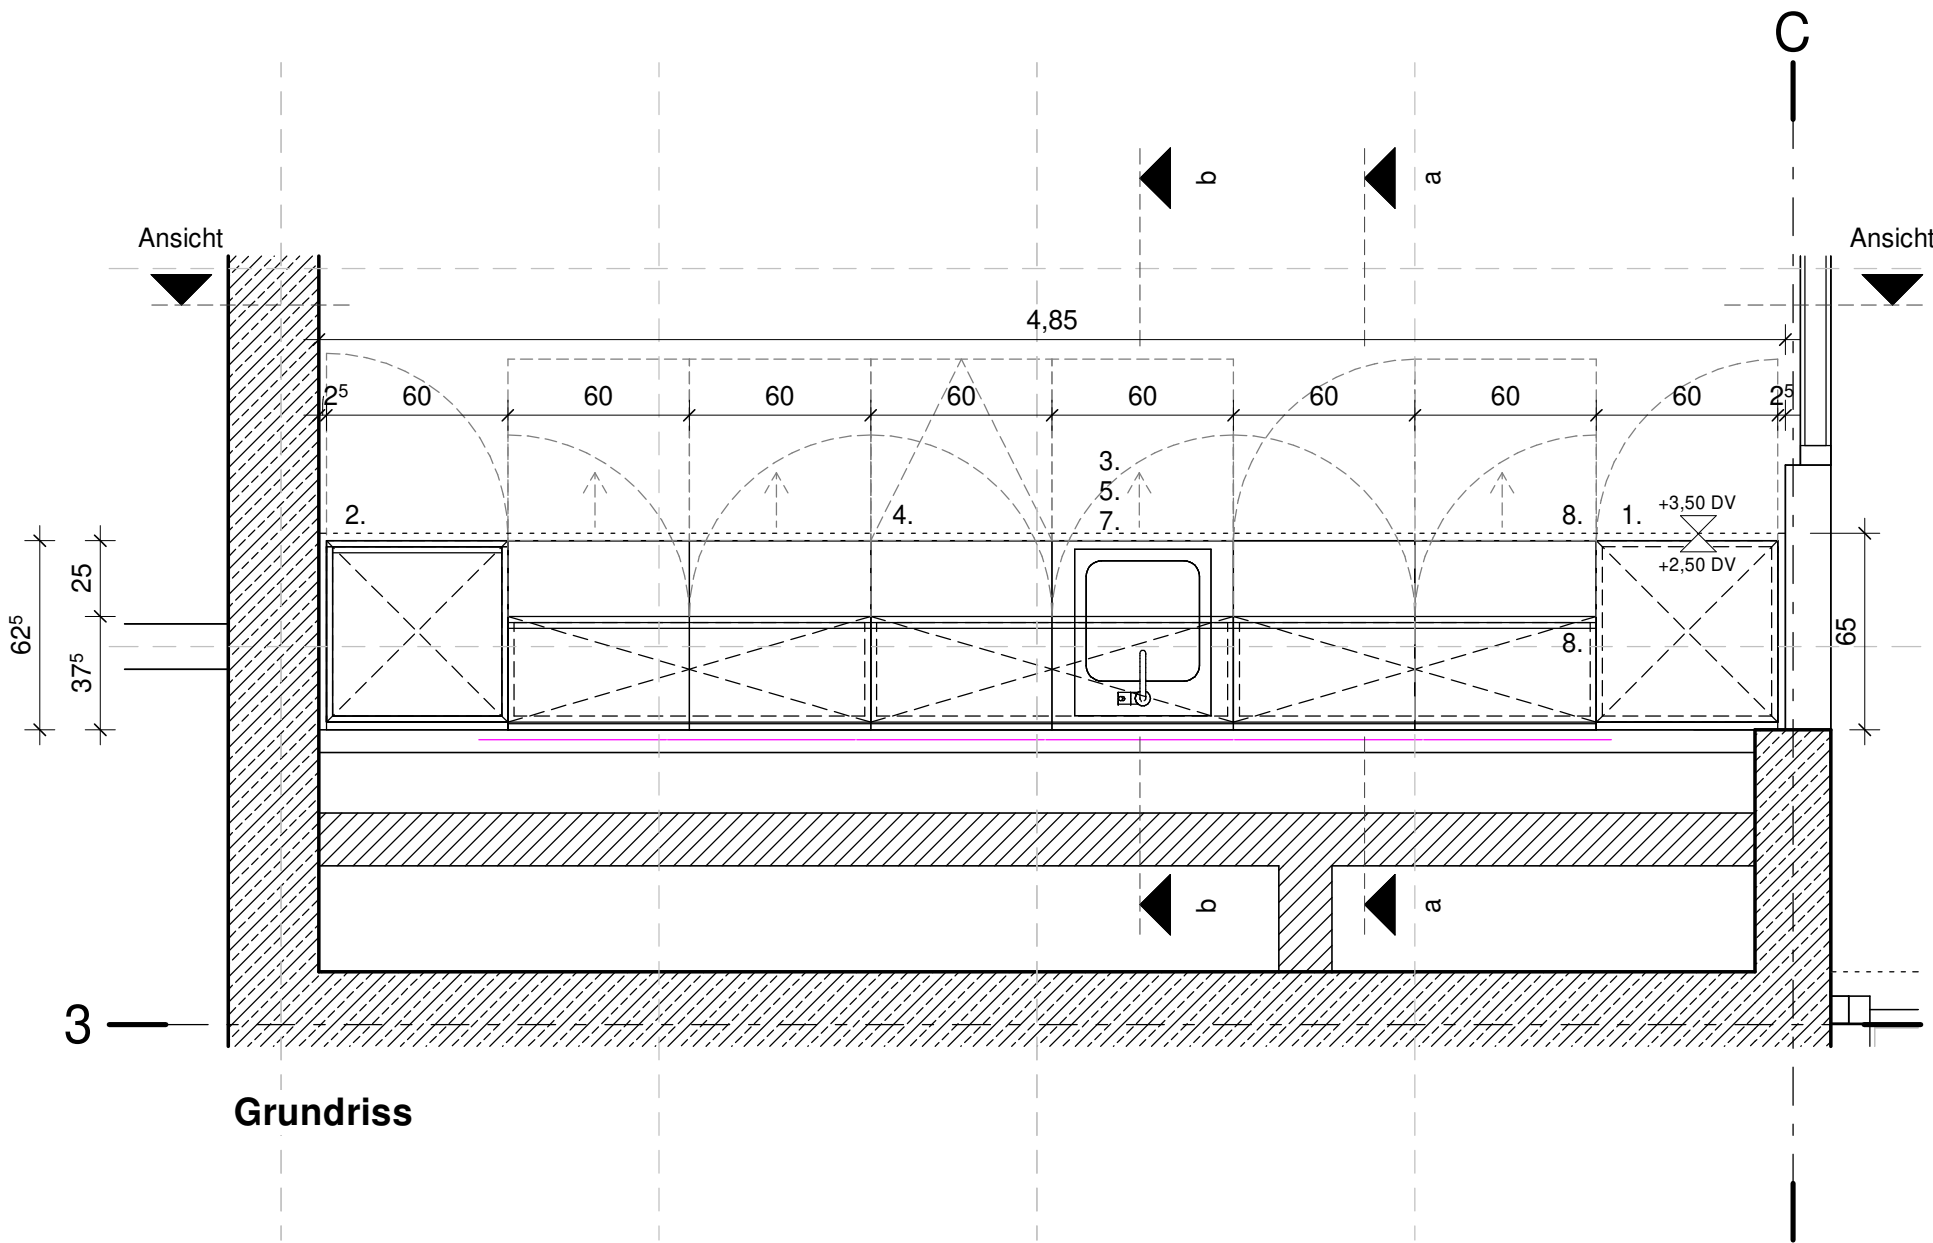 C
b
a
Ansicht
Ansicht
4,85
2⁵ 60 60 60 60 60 60 60 60 2⁵
3.
5.
7.
2.
4.
8.
1.
+3,50 DV
+2,50 DV
62⁵
25
37⁵
8.
65
b
a
3
Grundriss